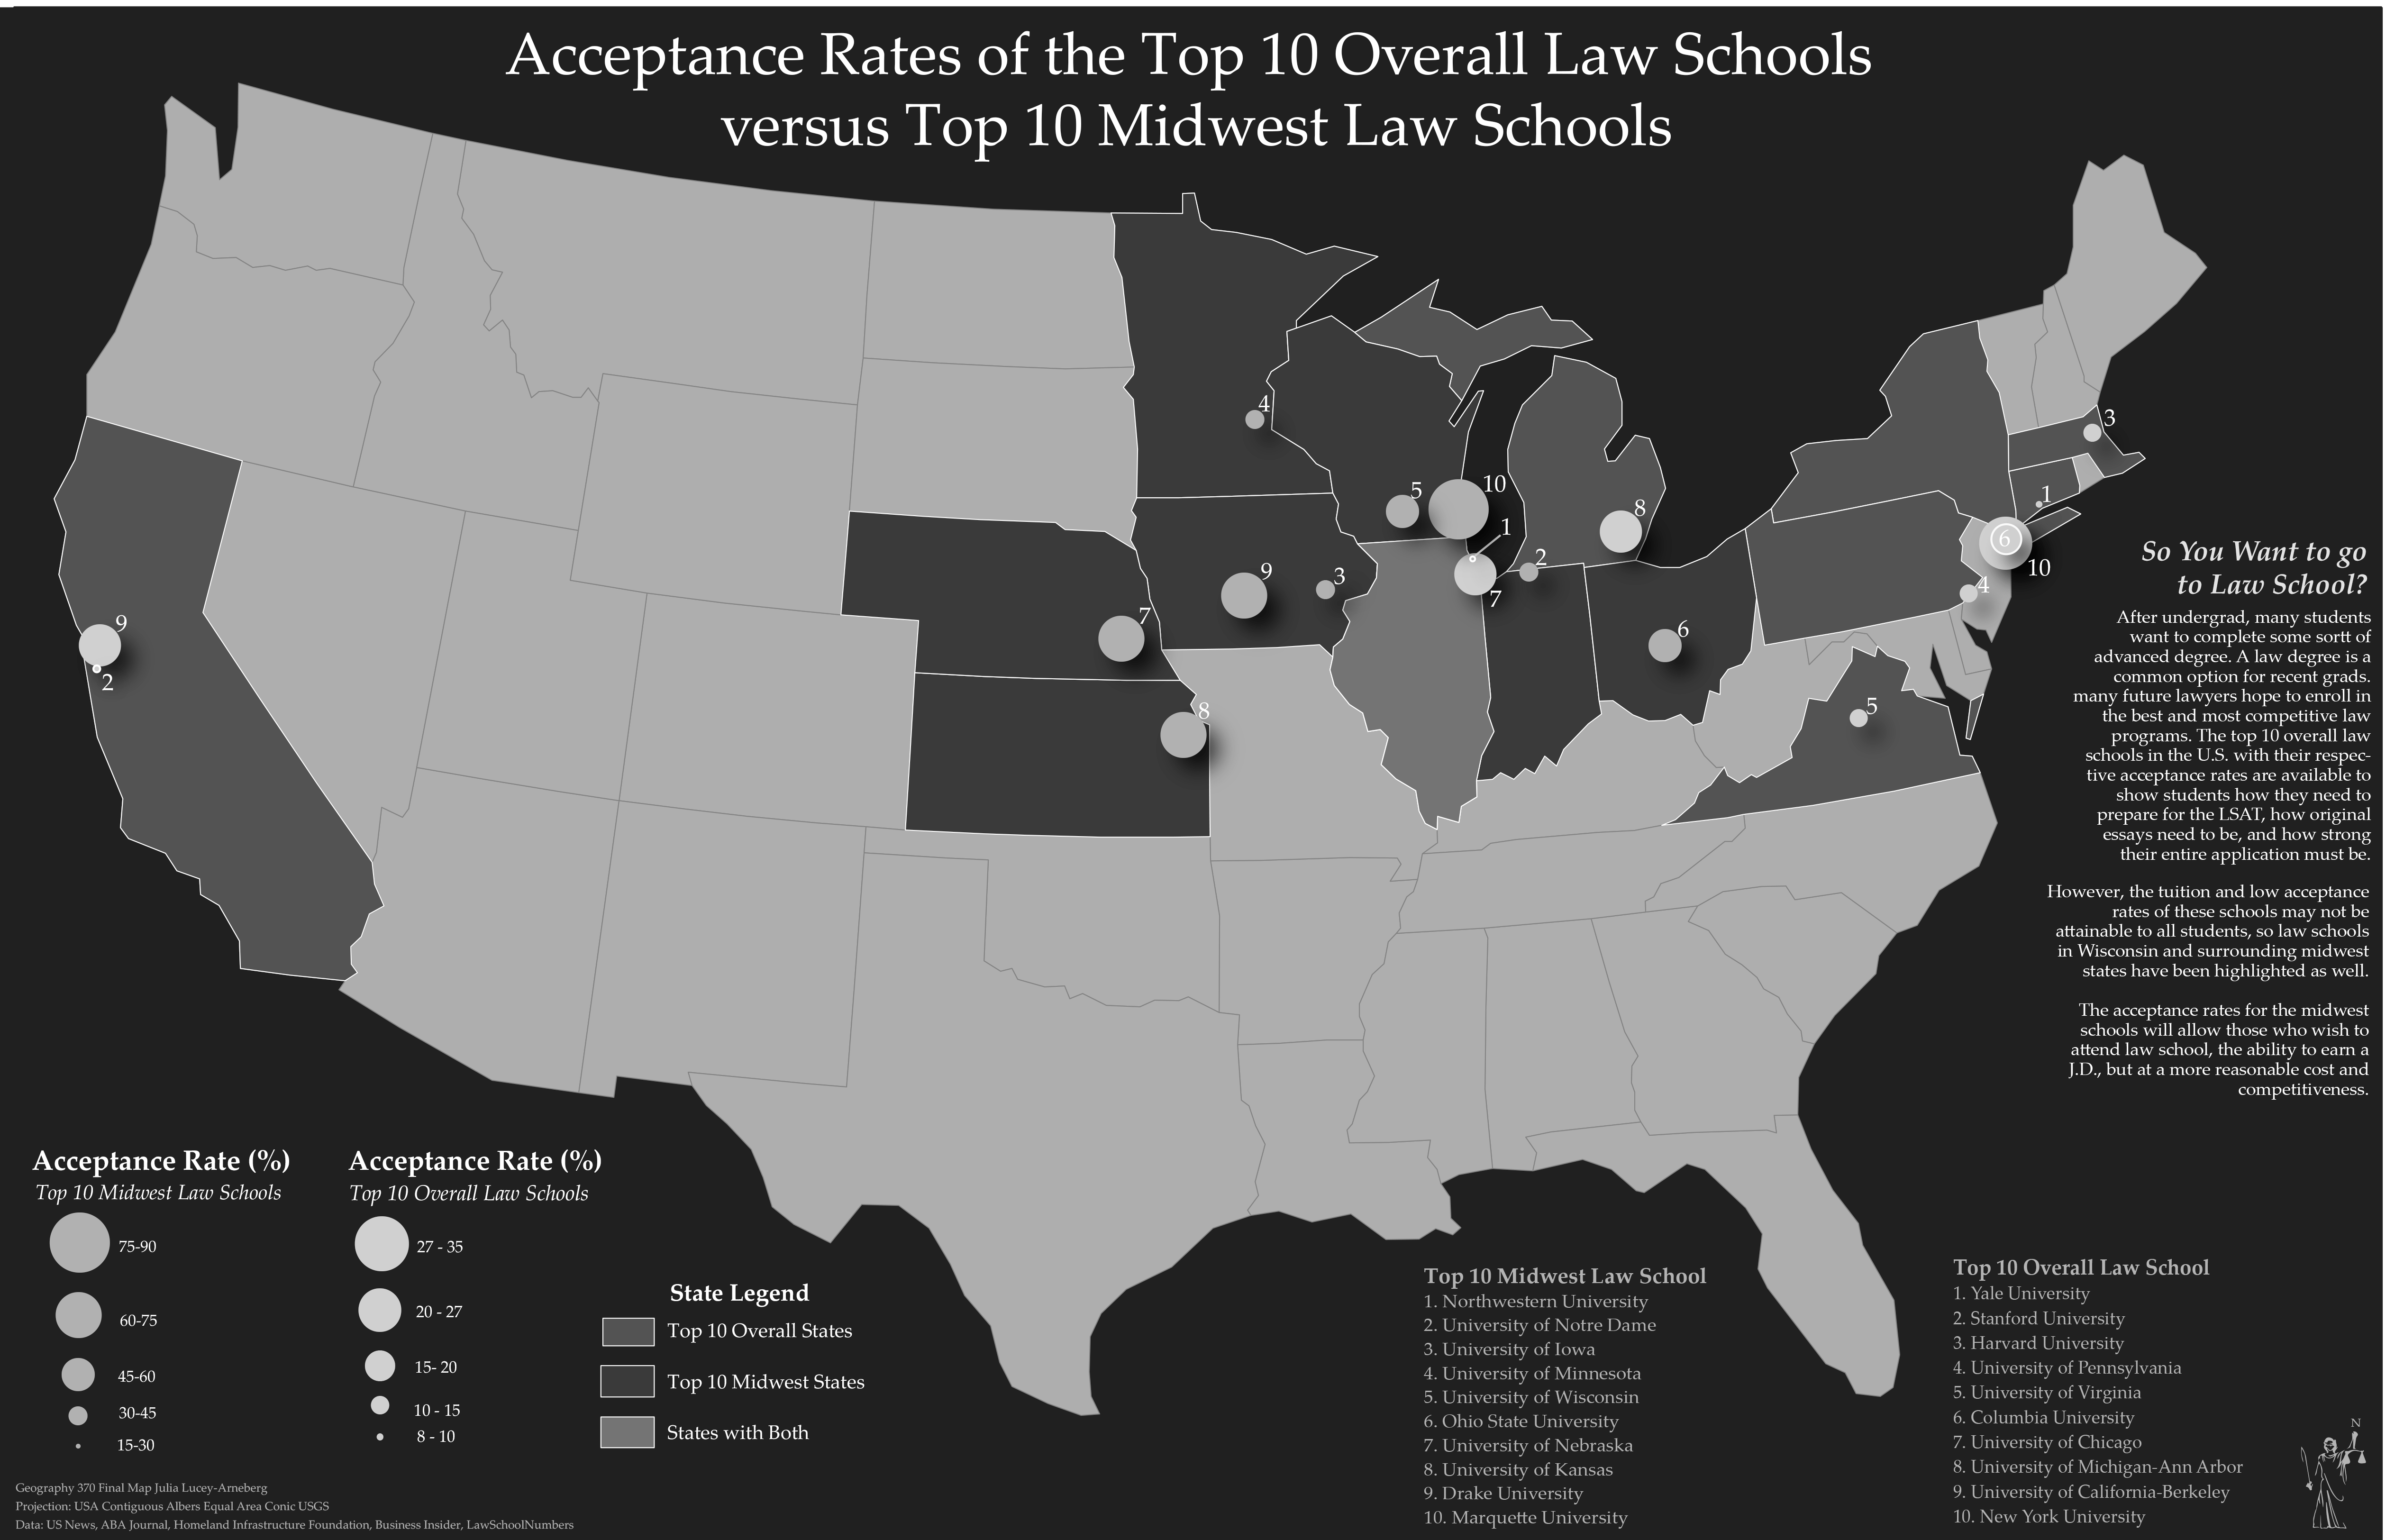 Acceptance Rates of the Top 10 Overall Law Schools
versus Top 10 Midwest Law Schools
4
3
5
10
1
1
8
6
2
10
So You Want to go
to Law School?
9
3
4
7
7
9
6
2
5
8
After undergrad, many students
want to complete some sortt of
advanced degree. A law degree is a
common option for recent grads.
many future lawyers hope to enroll in
the best and most competitive law
programs. The top 10 overall law
schools in the U.S. with their respec-
tive acceptance rates are available to
show students how they need to
prepare for the LSAT, how original
essays need to be, and how strong
their entire application must be.
However, the tuition and low acceptance
rates of these schools may not be
attainable to all students, so law schools
in Wisconsin and surrounding midwest
states have been highlighted as well.
The acceptance rates for the midwest
schools will allow those who wish to
attend law school, the ability to earn a
J.D., but at a more reasonable cost and
competitiveness.
Acceptance Rate (%)
Top 10 Midwest Law Schools
75-90
60-75
45-60
30-45
15-30
Acceptance Rate (%)
Top 10 Overall Law Schools
27 - 35
20 - 27
15- 20
10 - 15
8 - 10
State Legend
Top 10 Overall States
Top 10 Midwest States
States with Both
Top 10 Midwest Law School
1. Northwestern University
2. University of Notre Dame
3. University of Iowa
4. University of Minnesota
5. University of Wisconsin
6. Ohio State University
7. University of Nebraska
8. University of Kansas
9. Drake University
10. Marquette University
Top 10 Overall Law School
1. Yale University
2. Stanford University
3. Harvard University
4. University of Pennsylvania
5. University of Virginia
6. Columbia University
7. University of Chicago
8. University of Michigan-Ann Arbor
9. University of California-Berkeley
10. New York University
N
Geography 370 Final Map Julia Lucey-Arneberg
Projection: USA Contiguous Albers Equal Area Conic USGS
Data: US News, ABA Journal, Homeland Infrastructure Foundation, Business Insider, LawSchoolNumbers